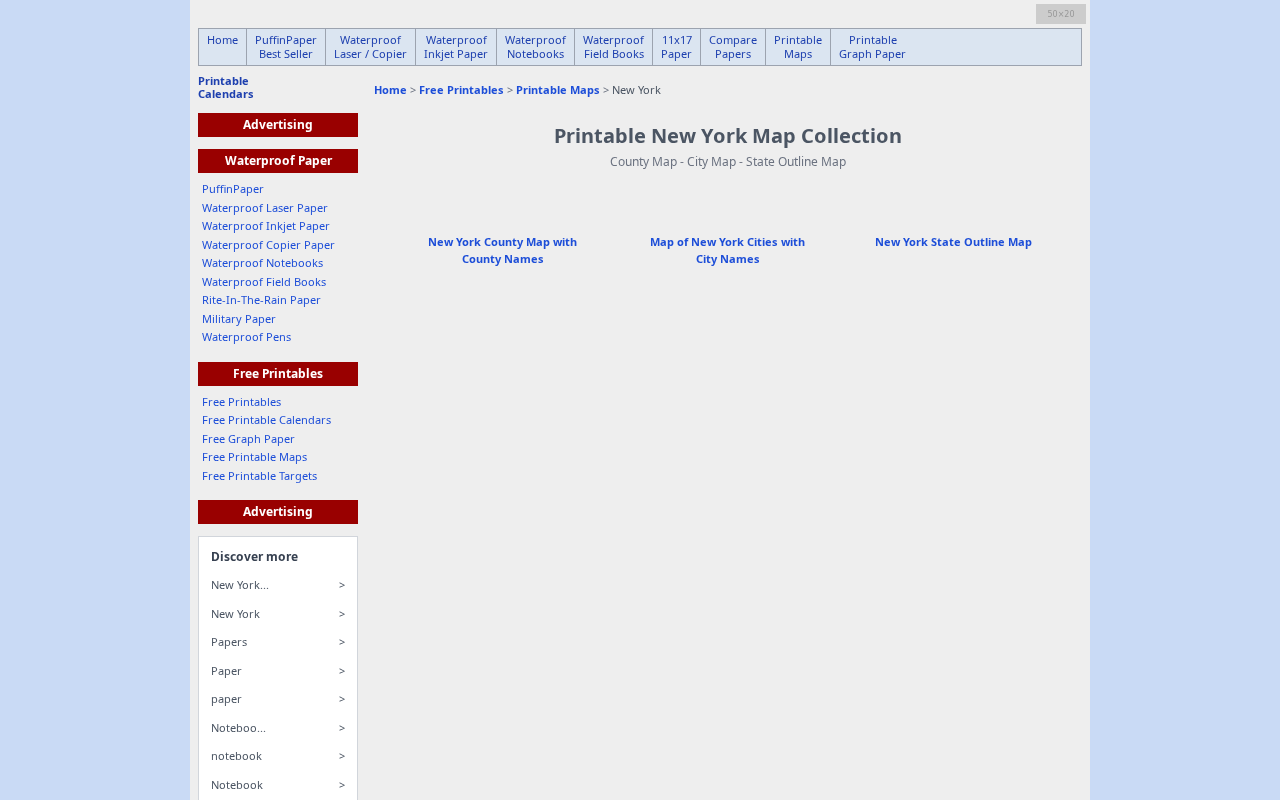 50×20
Home
PuffinPaper
Best Seller
Waterproof
Laser / Copier
Waterproof
Inkjet Paper
Waterproof
Notebooks
Waterproof
Field Books
11x17
Paper
Compare
Papers
Printable
Maps
Printable
Graph Paper
Printable
Calendars
Home > Free Printables > Printable Maps > New York
Advertising
Printable New York Map Collection
County Map - City Map - State Outline Map
Waterproof Paper
PuffinPaper
Waterproof Laser Paper
Waterproof Inkjet Paper
Waterproof Copier Paper
Waterproof Notebooks
Waterproof Field Books
Rite-In-The-Rain Paper
Military Paper
Waterproof Pens
New York County Map with
County Names
Map of New York Cities with
City Names
New York State Outline Map
Free Printables
Free Printables
Free Printable Calendars
Free Graph Paper
Free Printable Maps
Free Printable Targets
Advertising
Discover more
New York... >
New York >
Papers >
Paper >
paper >
Noteboo... >
notebook >
Notebook >